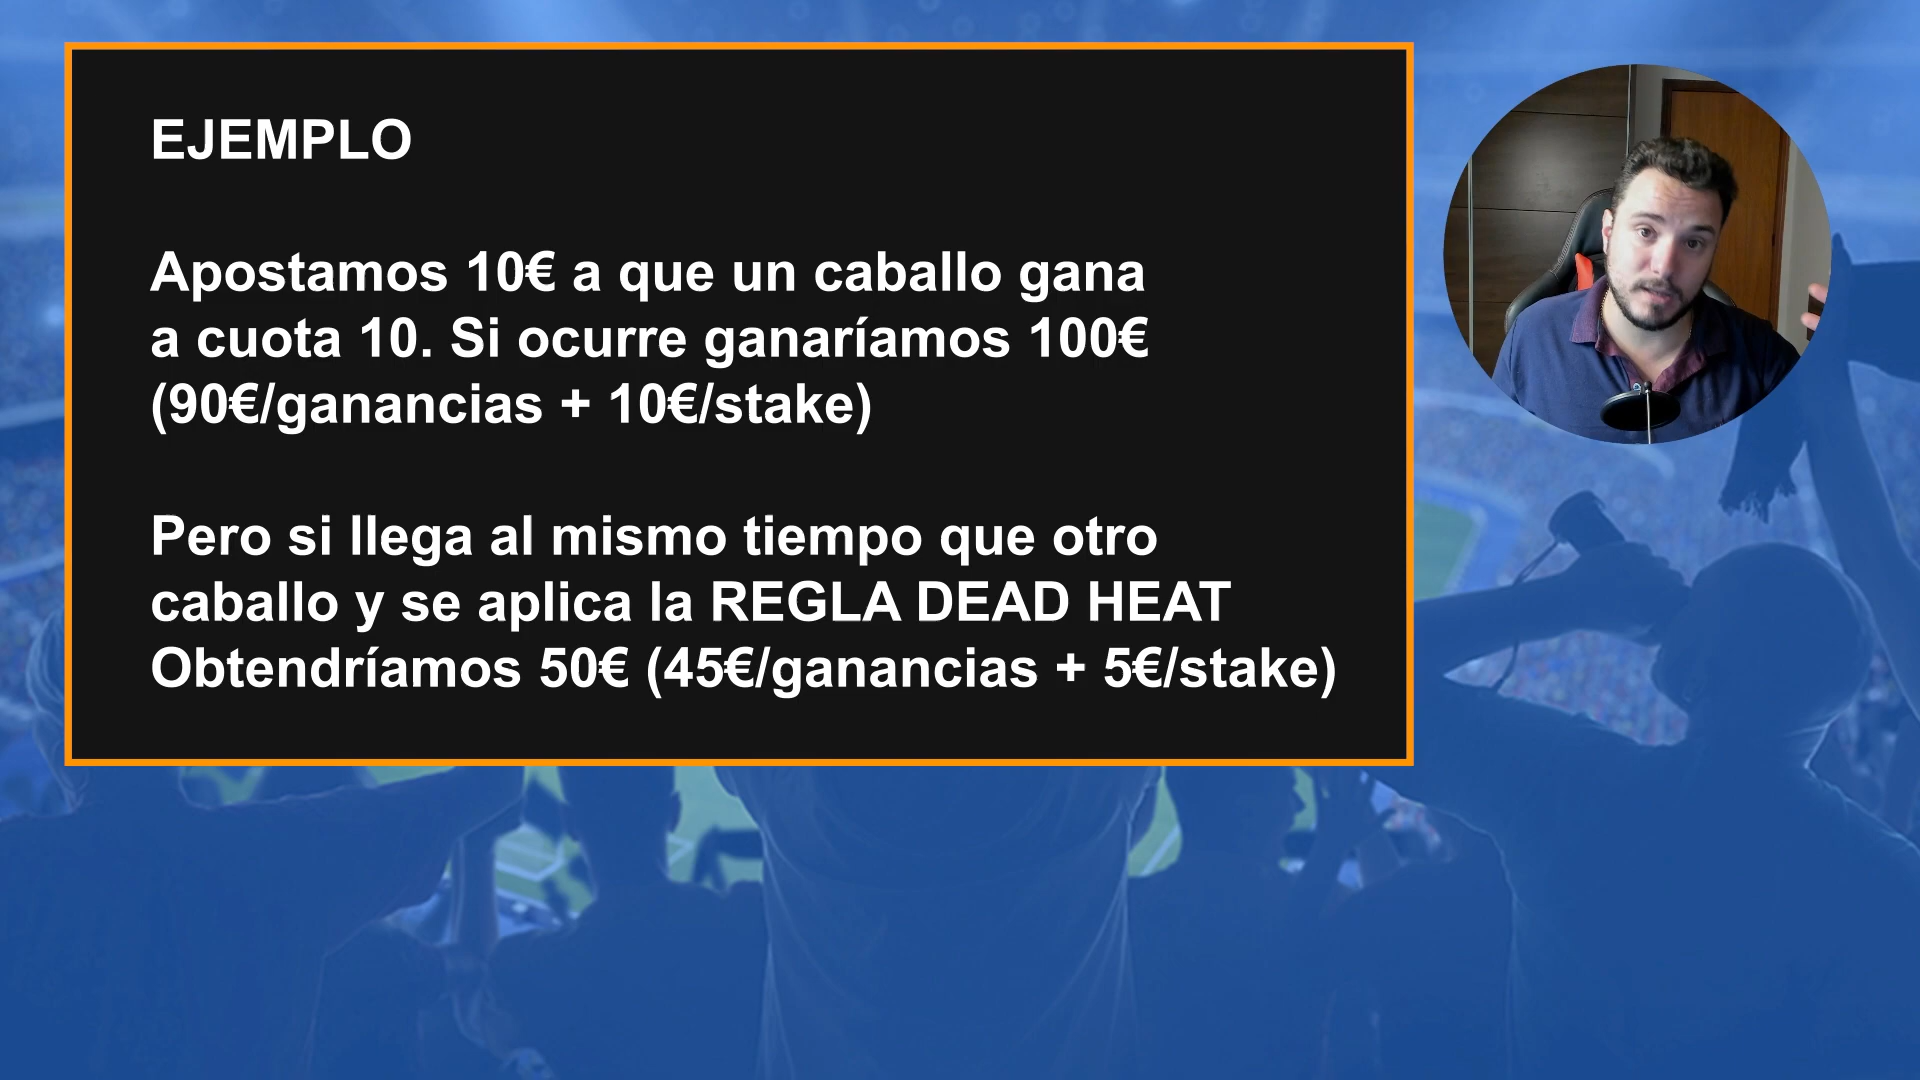 EJEMPLO
Apostamos 10€ a que un caballo gana
a cuota 10. Si ocurre ganaríamos 100€
(90€/ganancias + 10€/stake)
Pero si llega al mismo tiempo que otro
caballo y se aplica la REGLA DEAD HEAT
Obtendríamos 50€ (45€/ganancias + 5€/stake)